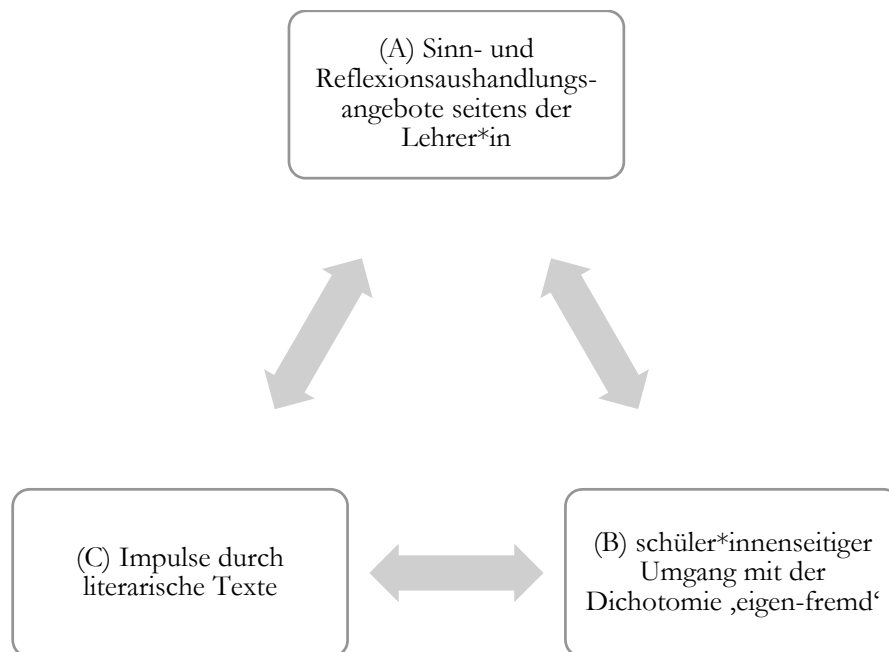 (A) Sinn- und
Reflexionsaushandlungs-
angebote seitens der
Lehrer*in
(C) Impulse durch
literarische Texte
(B) schüler*innenseitiger
Umgang mit der
Dichotomie ‚eigen-fremd‘